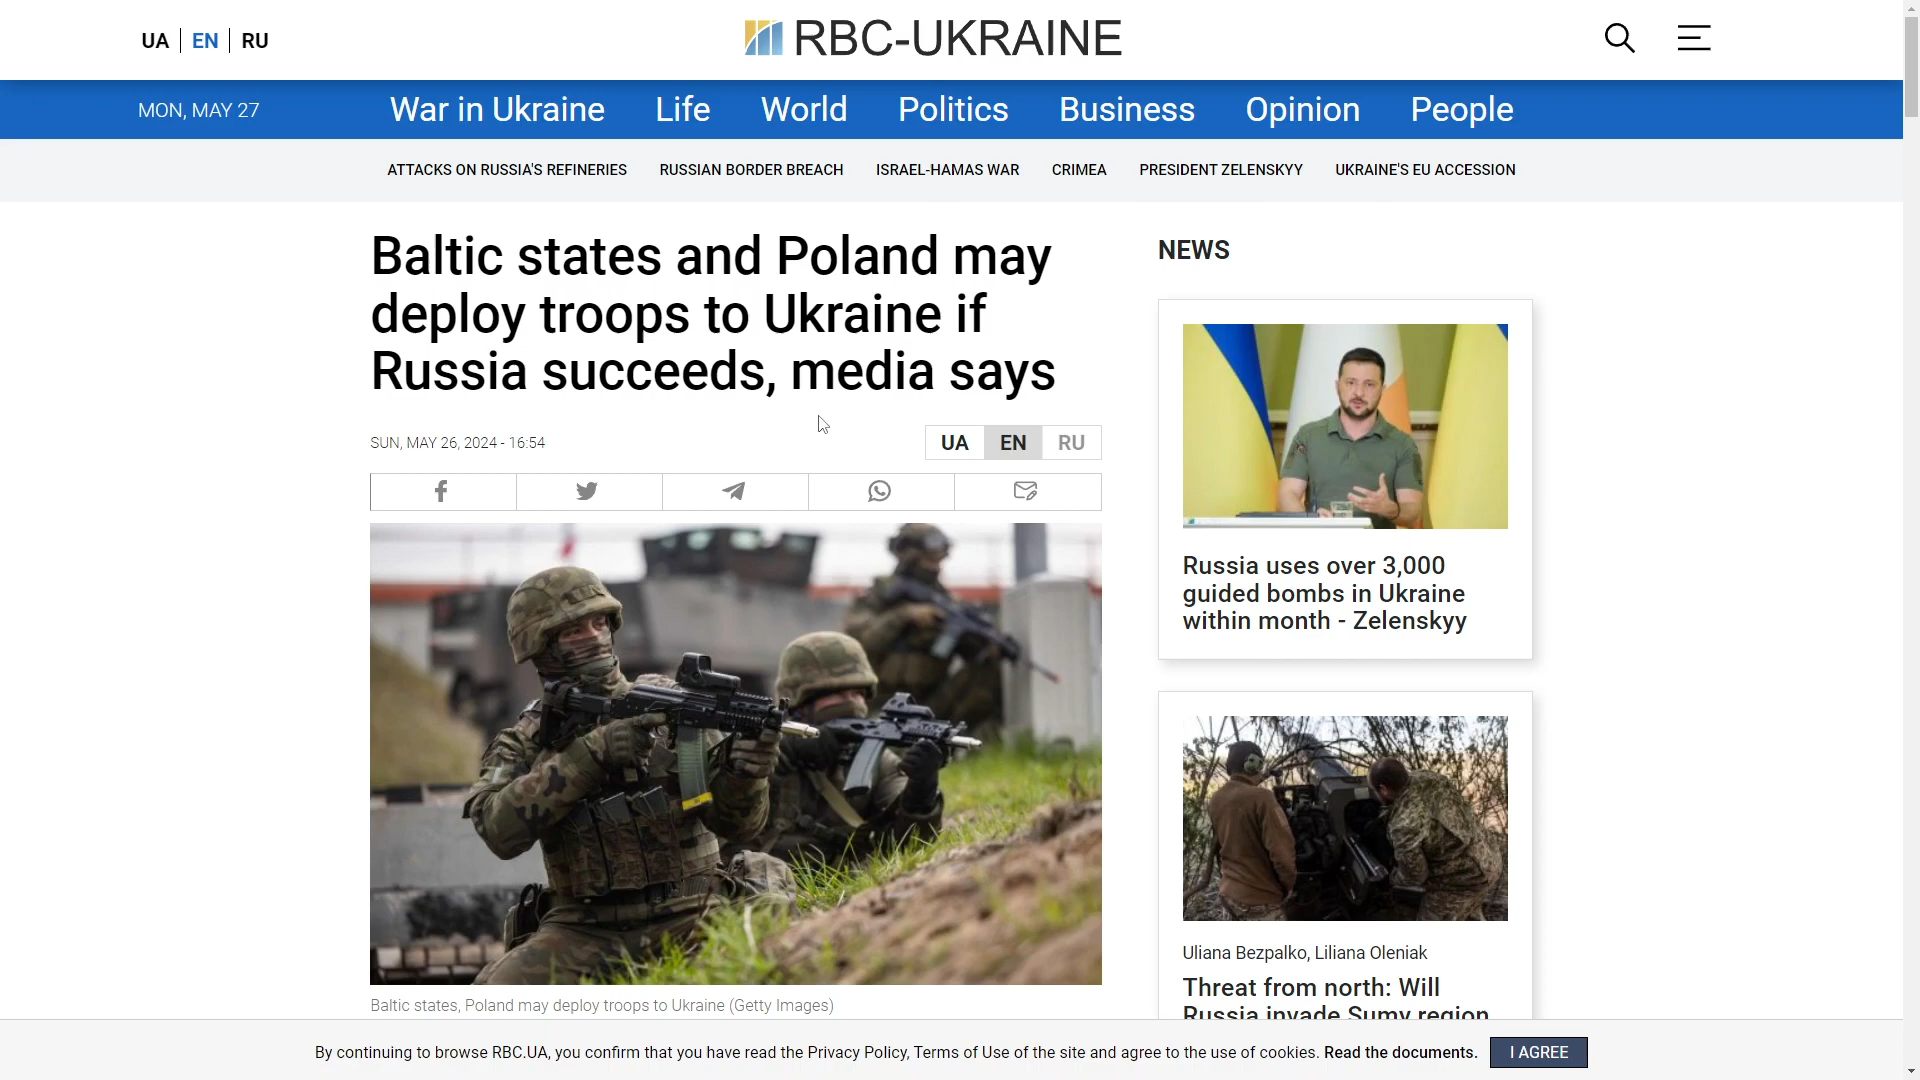 UA EN RU
RBC-UKRAINE
MON, MAY 27
War in Ukraine Life World Politics Business Opinion People
ATTACKS ON RUSSIA'S REFINERIES RUSSIAN BORDER BREACH ISRAEL-HAMAS WAR CRIMEA PRESIDENT ZELENSKYY UKRAINE'S EU ACCESSION
Baltic states and Poland may
deploy troops to Ukraine if
Russia succeeds, media says
SUN, MAY 26, 2024 - 16:54
UA EN RU
Baltic states, Poland may deploy troops to Ukraine (Getty Images)
NEWS
Russia uses over 3,000
guided bombs in Ukraine
within month - Zelenskyy
Uliana Bezpalko, Liliana Oleniak
Threat from north: Will
Russia invade Sumy region
By continuing to browse RBC.UA, you confirm that you have read the Privacy Policy, Terms of Use of the site and agree to the use of cookies. Read the documents. I AGREE